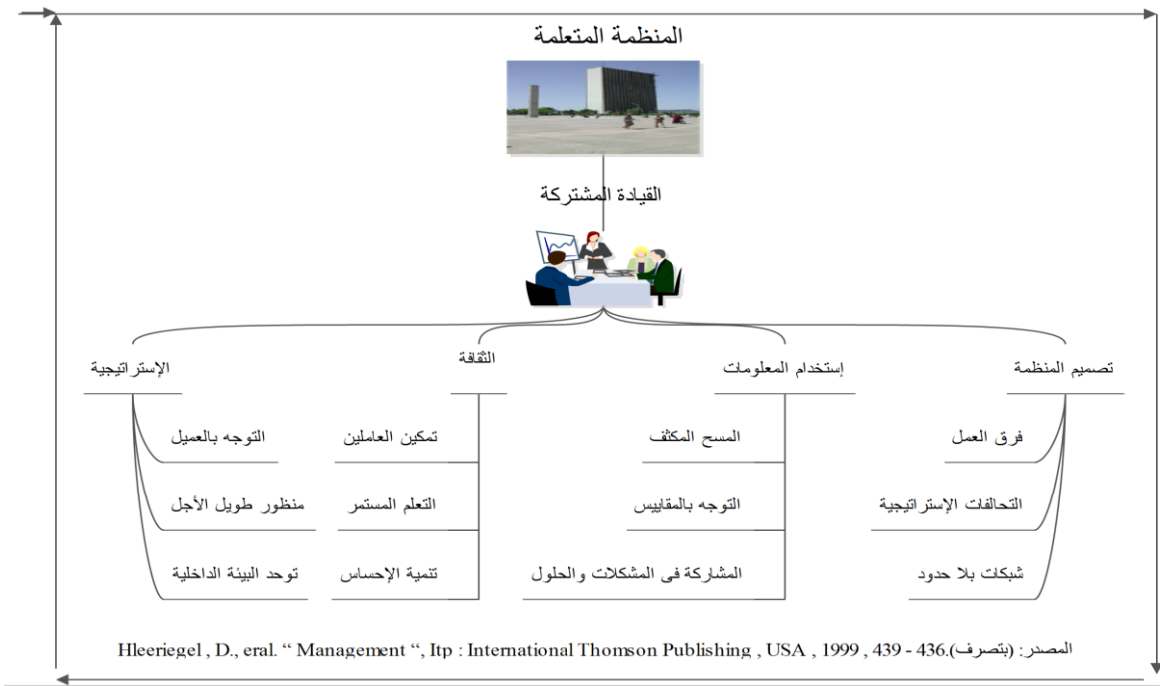 المنظمة المتعلمة
القيادة المشتركة
تصميم المنظمة
إستخدام المعلومات
الثقافة
الإستراتيجية
فرق العمل
المسح المكثف
تمكين العاملين
التوجه بالعميل
التحالفات الإستراتيجية
التوجه بالمقاييس
التعلم المستمر
منظور طويل الأجل
شبكات بلا حدود
المشاركة فى المشكلات والحلول
تنمية الإحساس
توحد البيئة الداخلية
المصدر: (بتصرف).Hleeriegel , D., eral. “ Management “, Itp : International Thomson Publishing , USA , 1999 , 439 - 436